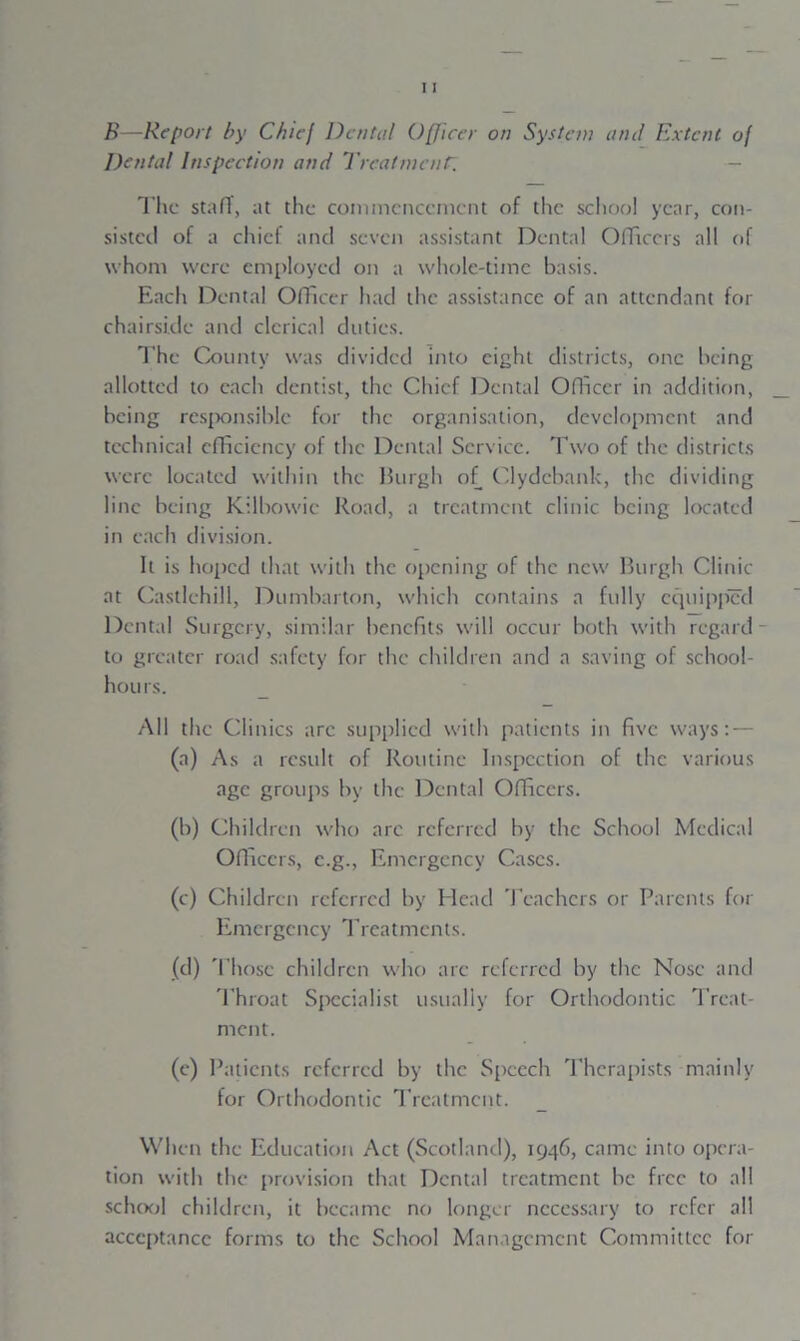 11
B—Report by Chief Dental Officer on System and Extent of
Dental Inspection and Treatment.
The staff, at the commencement of the school year, con-
sisted of a chief and seven assistant Dental Officers all of
whom were employed on a whole-time basis.
Each Dental Officer had the assistance of an attendant for
chairside and clerical duties.
The County was divided into eight districts, one being
allotted to each dentist, the Chief Dental Officer in addition,
being responsible for the organisation, development and
technical efficiency of the Dental Service. Two of the districts
were located within the Burgh of Clydebank, the dividing
line being Kilbowie Road, a treatment clinic being located
in each division.
It is hoped that with the opening of the new Burgh Clinic
at Castlehill, Dumbarton, which contains a fully equipped
Dental Surgery, similar benefits will occur both with regard
to greater road safety for the children and a saving of school-
hours.
All the Clinics are supplied with patients in five ways:—
(a) As a result of Routine Inspection of the various
age groups by the Dental Officers.
(b) Children who are referred by the School Medical
Officers, e.g., Emergency Cases.
(c) Children referred by Head Teachers or Parents for
Emergency Treatments.
(d) Those children who are referred by the Nose and
Throat Specialist usually for Orthodontic Treat-
ment.
(e) Patients referred by the Speech Therapists mainly
for Orthodontic Treatment.
When the Education Act (Scotland), 1946, came into opera-
tion with the provision that Dental treatment be free to all
school children, it became no longer necessary to refer all
acceptance forms to the School Management Committee for